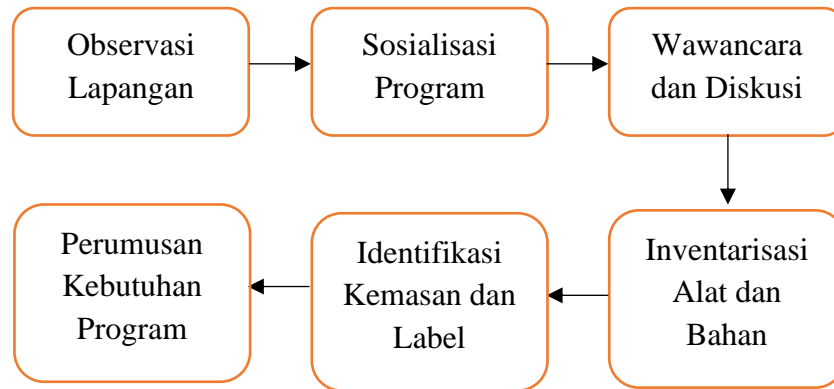 Observasi
Lapangan
Sosialisasi
Program
Wawancara
dan Diskusi
Inventarisasi
Alat dan
Bahan
Identifikasi
Kemasan dan
Label
Perumusan
Kebutuhan
Program